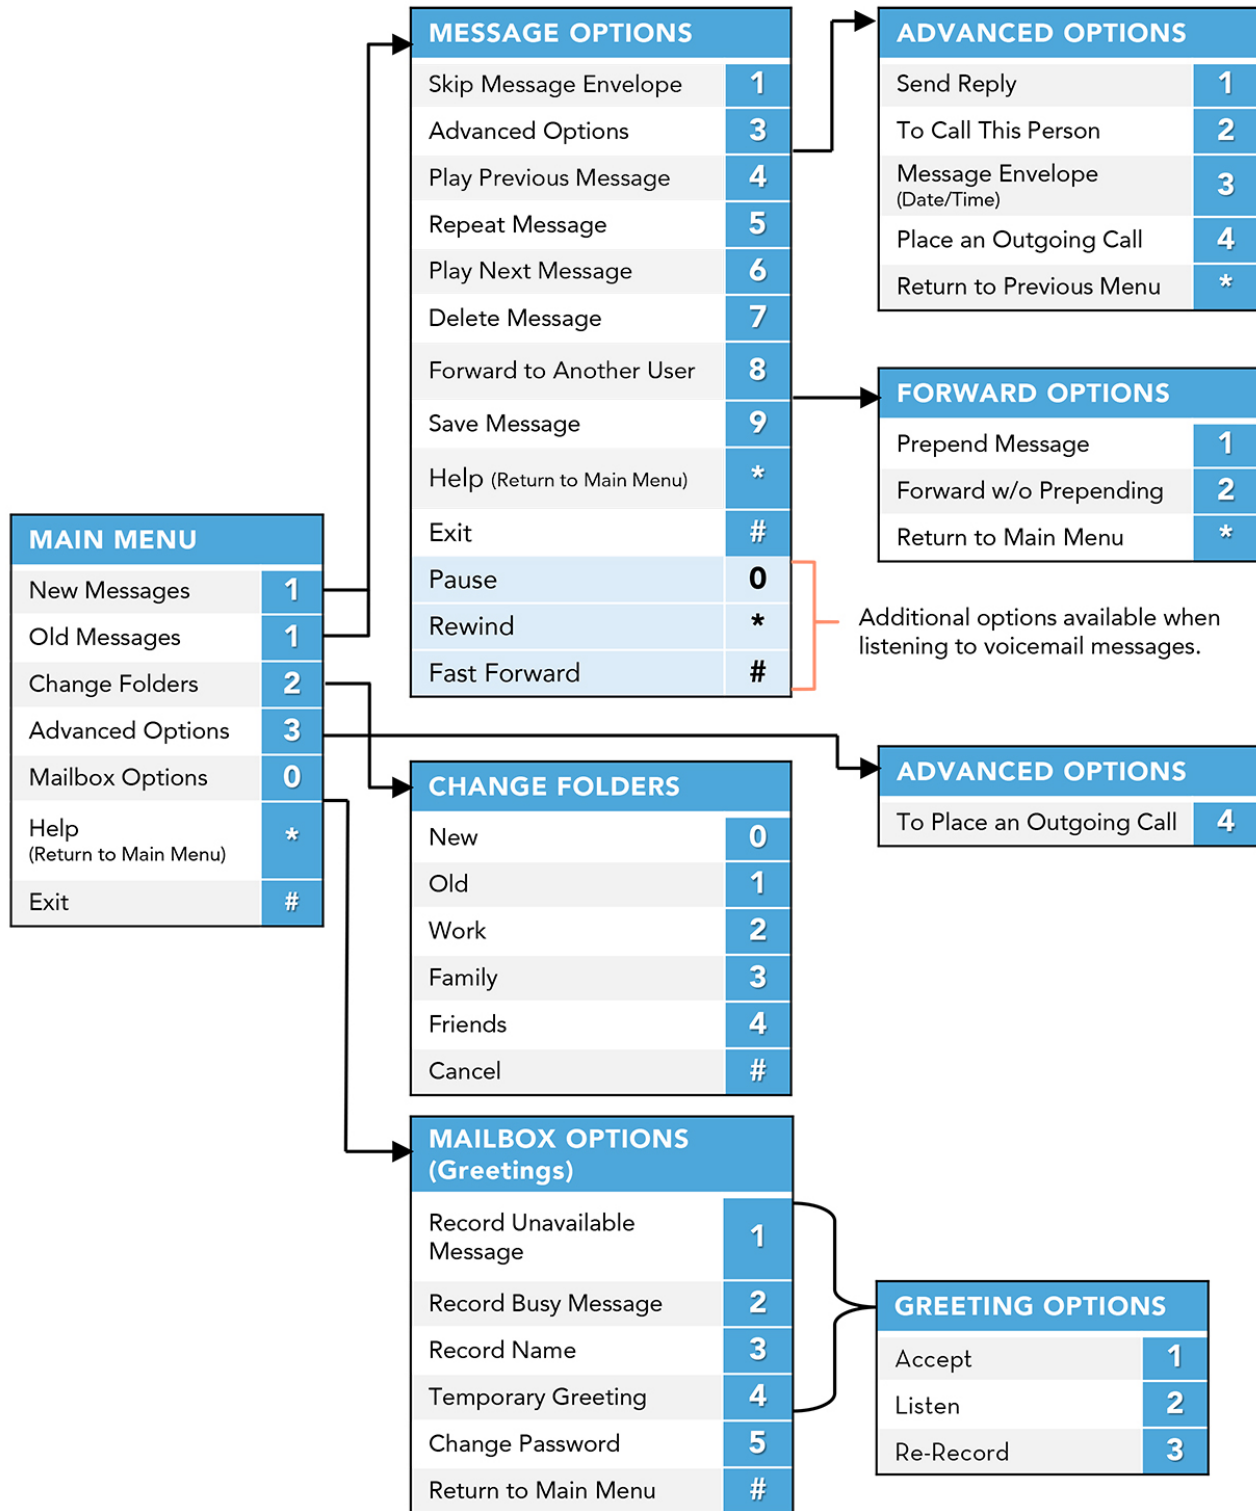 MESSAGE OPTIONS
Skip Message Envelope 1
Advanced Options 3
Play Previous Message 4
Repeat Message 5
Play Next Message 6
Delete Message 7
Forward to Another User 8
Save Message 9
Help (Return to Main Menu) *
Exit #
Pause 0
Rewind *
Fast Forward #
ADVANCED OPTIONS
Send Reply 1
To Call This Person 2
Message Envelope
(Date/Time) 3
Place an Outgoing Call 4
Return to Previous Menu *
FORWARD OPTIONS
Prepend Message 1
Forward w/o Prepending 2
Return to Main Menu *
Additional options available when
listening to voicemail messages.
MAIN MENU
New Messages 1
Old Messages 1
Change Folders 2
Advanced Options 3
Mailbox Options 0
Help
(Return to Main Menu) *
Exit #
ADVANCED OPTIONS
To Place an Outgoing Call 4
CHANGE FOLDERS
New 0
Old 1
Work 2
Family 3
Friends 4
Cancel #
MAILBOX OPTIONS
(Greetings)
Record Unavailable
Message 1
Record Busy Message 2
Record Name 3
Temporary Greeting 4
Change Password 5
Return to Main Menu #
GREETING OPTIONS
Accept 1
Listen 2
Re-Record 3